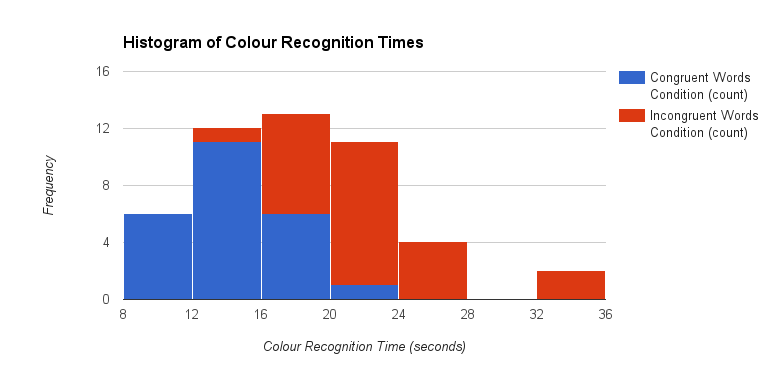 Histogram of Colour Recognition Times
16
12
8
4
0
Frequency
8 12 16 20 24 28 32 36
Colour Recognition Time (seconds)
Congruent Words
Condition (count)
Incongruent Words
Condition (count)